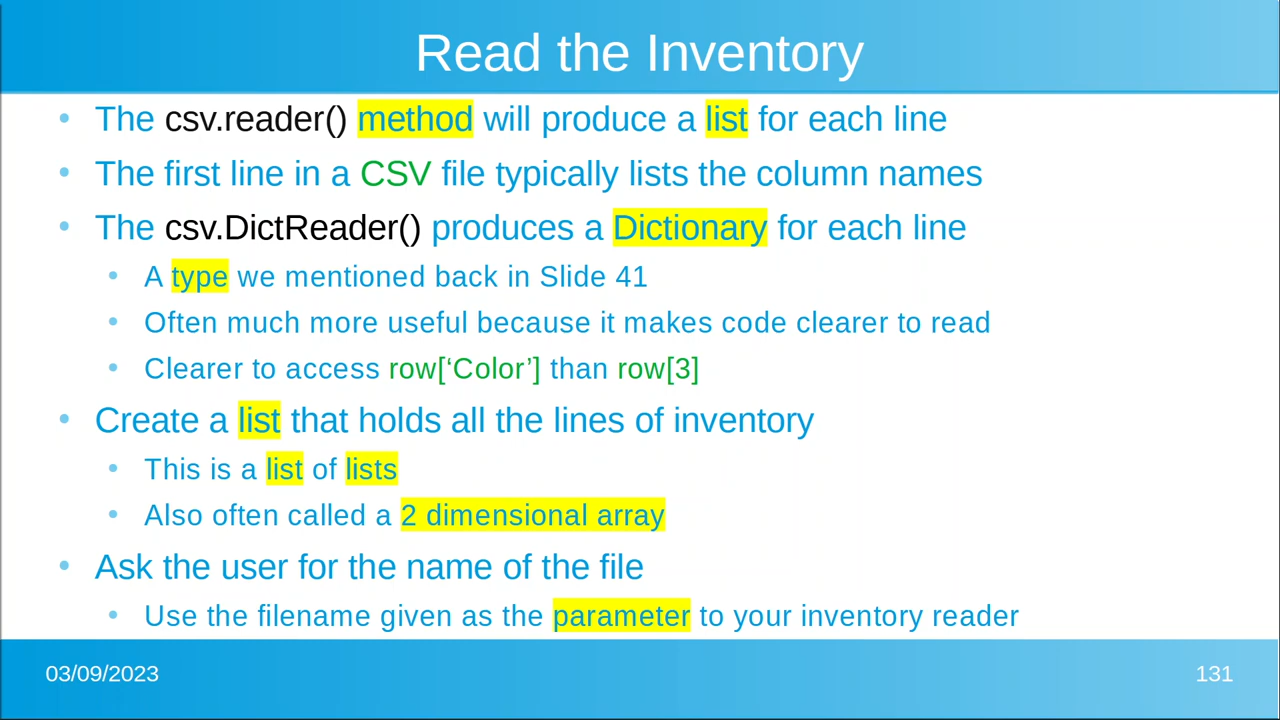 Read the Inventory
• The csv.reader() method will produce a list for each line
• The first line in a CSV file typically lists the column names
• The csv.DictReader() produces a Dictionary for each line
• A type we mentioned back in Slide 41
• Often much more useful because it makes code clearer to read
• Clearer to access row[‘Color’] than row[3]
• Create a list that holds all the lines of inventory
• This is a list of lists
• Also often called a 2 dimensional array
• Ask the user for the name of the file
• Use the filename given as the parameter to your inventory reader
03/09/2023
131